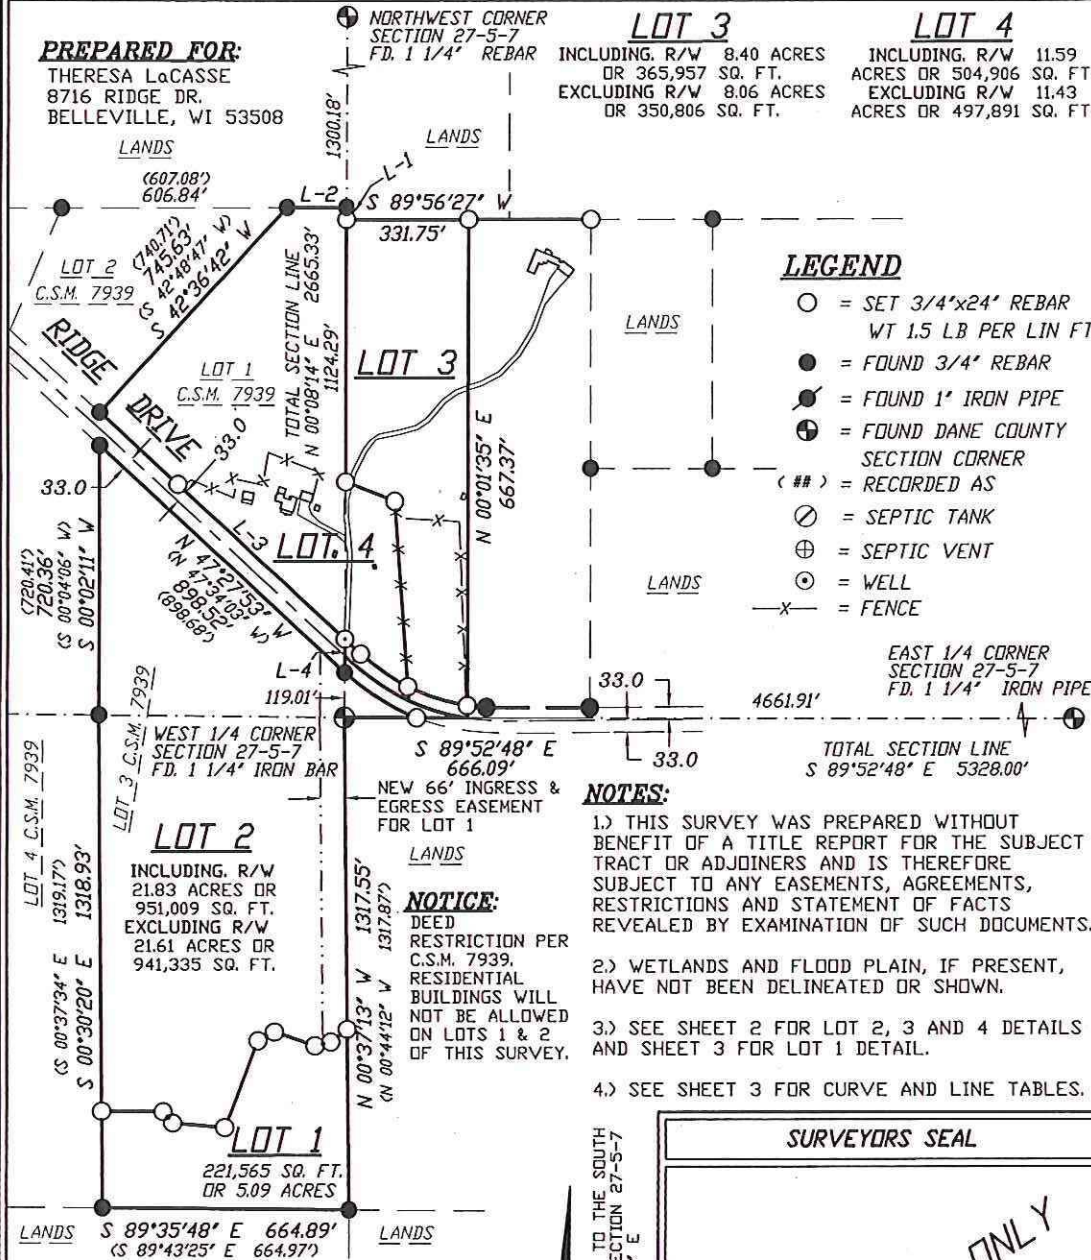 NORTHWEST CORNER
SECTION 27-5-7
FD. 1 1/4" REBAR
PREPARED FOR:
THERESA LaCASSE
8716 RIDGE DR.
BELLEVILLE, WI 53508
LOT 3
INCLUDING. R/W 8.40 ACRES
OR 365,957 SQ. FT.
EXCLUDING R/W 8.06 ACRES
OR 350,806 SQ. FT.
LOT 4
INCLUDING. R/W 11.59
ACRES OR 504,906 SQ. FT
EXCLUDING R/W 11.43
ACRES OR 497,891 SQ. FT
1300.18'
LANDS
LANDS
(607.08')
606.84'
L-2
L-1
S 89°56'27" W
331.75'
(740.71')
745.63'
(S 42°48'47" W)
S 42°36'42" W
LOT 2
C.S.M. 7939
LOT 1
C.S.M. 7939
TOTAL SECTION LINE
N 00°08'14" E 2665.33'
1124.29'
LOT 3
LANDS
RIDGE DRIVE
33.0
33.0
L-3
LOT. 4
N 00°01'35" E
667.37'
X
LEGEND
= SET 3/4"x24" REBAR
WT 1.5 LB PER LIN FT
= FOUND 3/4" REBAR
= FOUND 1" IRON PIPE
= FOUND DANE COUNTY
SECTION CORNER
( ## ) = RECORDED AS
= SEPTIC TANK
= SEPTIC VENT
= WELL
—X— = FENCE
LANDS
(720.41')
720.36'
(S 00°04'06" W)
S 00°02'11" W
N 47°27'53" W
(N 47°34'03" W)
898.52'
(898.68')
L-4
119.01'
EAST 1/4 CORNER
SECTION 27-5-7
FD. 1 1/4" IRON PIPE
33.0
4661.91'
33.0
TOTAL SECTION LINE
S 89°52'48" E 5328.00'
S 89°52'48" E
666.09'
WEST 1/4 CORNER
SECTION 27-5-7
FD. 1 1/4" IRON BAR
LOT 3 C.S.M. 7939
LOT 4 C.S.M. 7939
NEW 66' INGRESS &
EGRESS EASEMENT
FOR LOT 1
LANDS
LOT 2
INCLUDING. R/W
21.83 ACRES OR
951,009 SQ. FT.
EXCLUDING R/W
21.61 ACRES OR
941,335 SQ. FT.
(S 00°37'34" E 1319.17')
S 00°30'20" E 1318.93'
N 00°37'13" W 1317.55'
(N 00°44'12" W 1317.87')
NOTICE:
DEED
RESTRICTION PER
C.S.M. 7939.
RESIDENTIAL
BUILDINGS WILL
NOT BE ALLOWED
ON LOTS 1 & 2
OF THIS SURVEY.
NOTES:
1.) THIS SURVEY WAS PREPARED WITHOUT
BENEFIT OF A TITLE REPORT FOR THE SUBJECT
TRACT OR ADJOINERS AND IS THEREFORE
SUBJECT TO ANY EASEMENTS, AGREEMENTS,
RESTRICTIONS AND STATEMENT OF FACTS
REVEALED BY EXAMINATION OF SUCH DOCUMENTS.
2.) WETLANDS AND FLOOD PLAIN, IF PRESENT,
HAVE NOT BEEN DELINEATED OR SHOWN.
3.) SEE SHEET 2 FOR LOT 2, 3 AND 4 DETAILS
AND SHEET 3 FOR LOT 1 DETAIL.
4.) SEE SHEET 3 FOR CURVE AND LINE TABLES.
LOT 1
221,565 SQ. FT.
OR 5.09 ACRES
LANDS
S 89°35'48" E 664.89'
(S 89°43'25" E 664.97')
LANDS
TO THE SOUTH
SECTION 27-5-7
E
SURVEYORS SEAL
ONLY